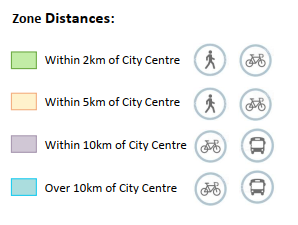 Zone Distances:
Within 2km of City Centre
Within 5km of City Centre
Within 10km of City Centre
Over 10km of City Centre